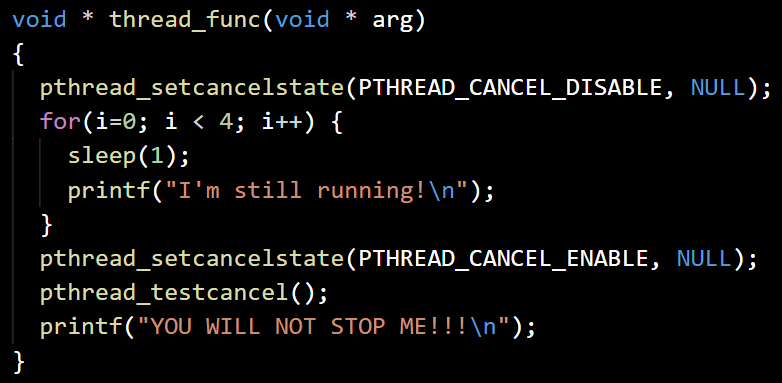 void * thread_func(void * arg)
{
pthread_setcancelstate(PTHREAD_CANCEL_DISABLE, NULL);
for(i=0; i < 4; i++) {
sleep(1);
printf("I'm still running!\n");
}
pthread_setcancelstate(PTHREAD_CANCEL_ENABLE, NULL);
pthread_testcancel();
printf("YOU WILL NOT STOP ME!!!\n");
}